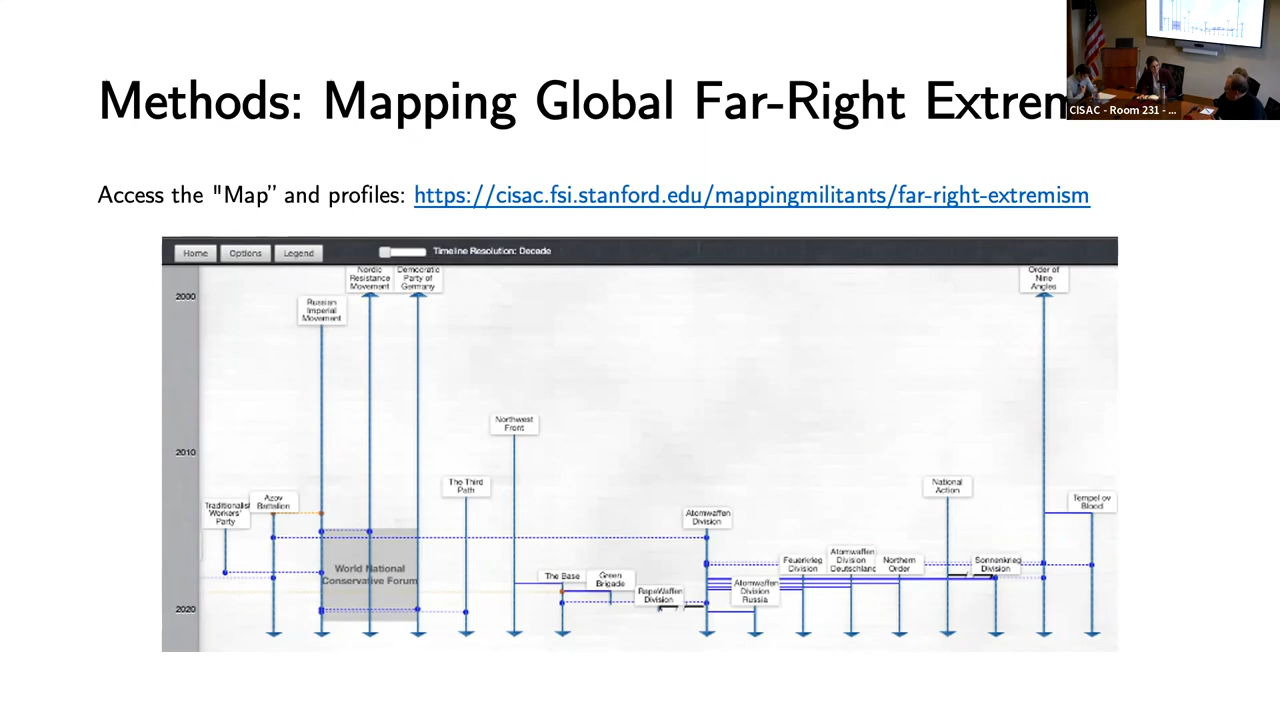 Methods: Mapping Global Far-Right Extrem
CISAC - Room 231 - ...
Access the "Map” and profiles: https://cisac.fsi.stanford.edu/mappingmilitants/far-right-extremism
Home
Options
Legend
Timeline Resolution: Decade
2000
2010
2020
Nordic
Resistance
Movement
Democratic
Party of
Germany
Order of
Nine
Angles
Russian
Imperial
Movement
Northwest
Front
The Third
Path
National
Action
Traditionalist
Workers'
Party
Azov
Battalion
Tempel ov
Blood
Atomwaffen
Division
World National
Conservative Forum
The Base
Green
Brigade
RapeWaffen
Division
Atomwaffen
Division
Russia
Feuerkrieg
Division
Atomwaffen
Division
Deutschland
Northern
Order
Sonnenkrieg
Division